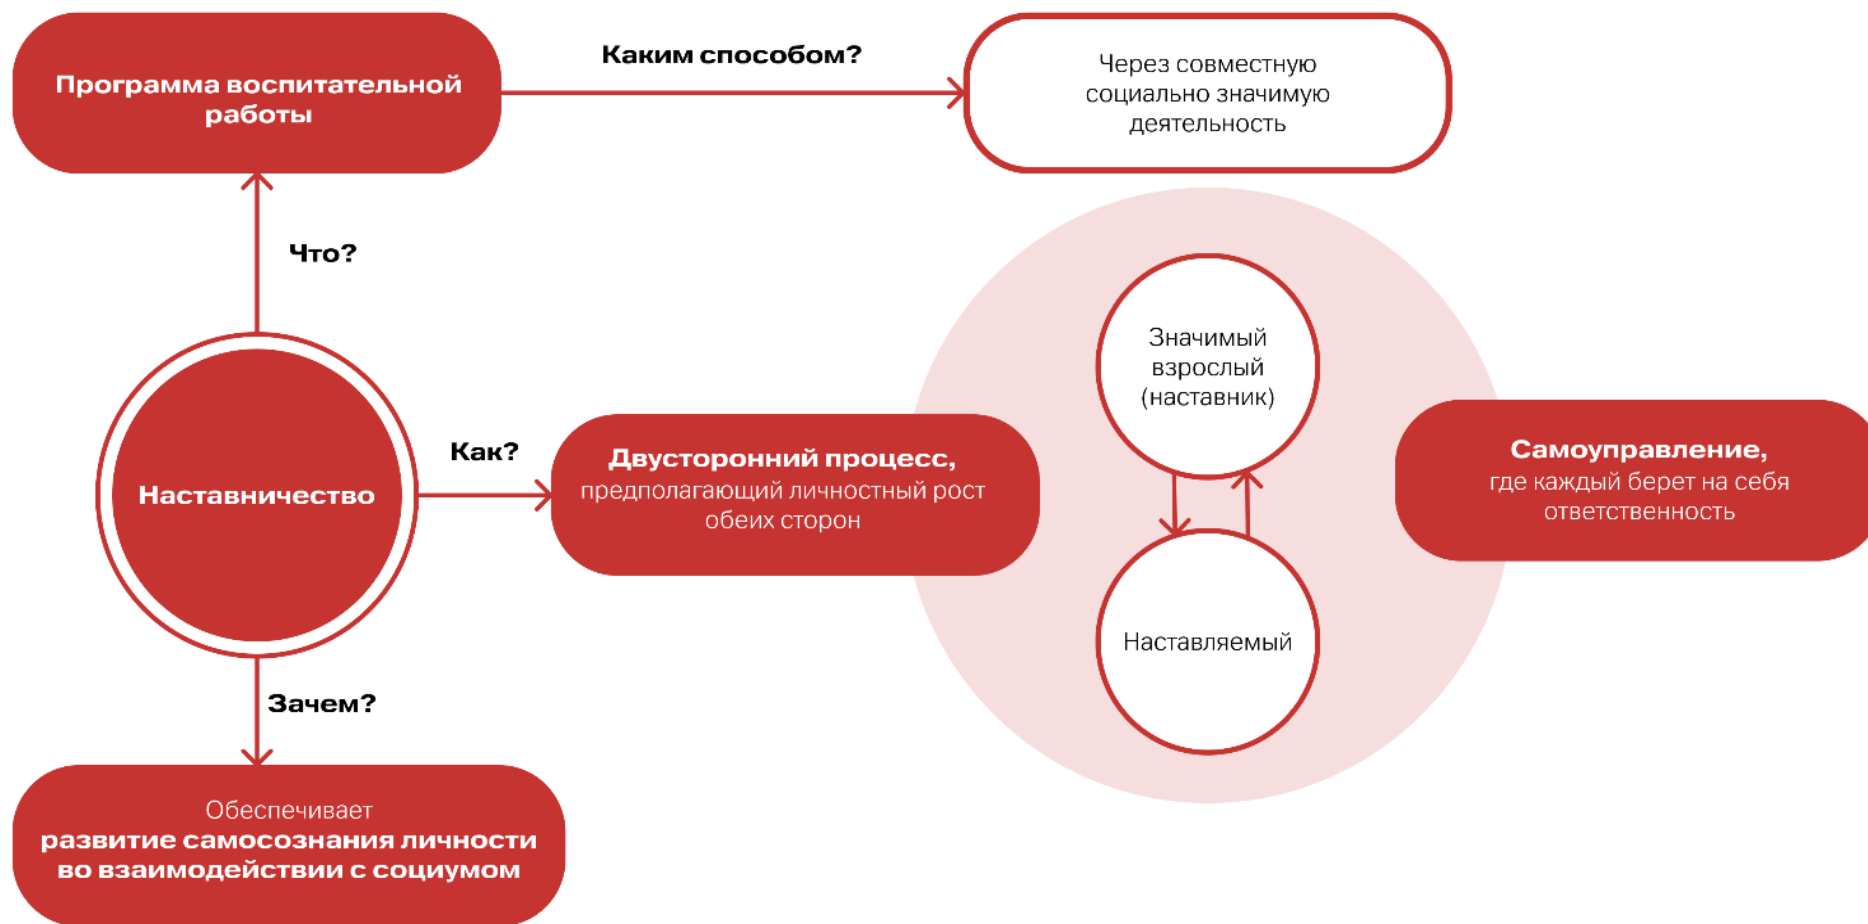 Программа воспитательной
работы
Каким способом?
Через совместную
социально значимую
деятельность
Что?
Наставничество
Как?
Двусторонний процесс,
предполагающий личностный рост
обеих сторон
Значимый
взрослый
(наставник)
Наставляемый
Самоуправление,
где каждый берет на себя
ответственность
Зачем?
Обеспечивает
развитие самосознания личности
во взаимодействии с социумом